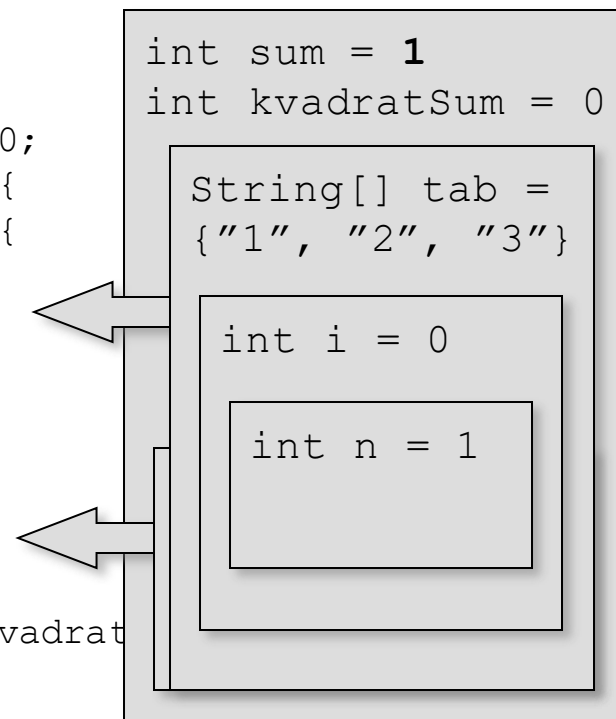 int sum = 1
int kvadratSum = 0
0;
{
String[] tab =
{
{″1″, ″2″, ″3″}
int i = 0
int n = 1
vadrat